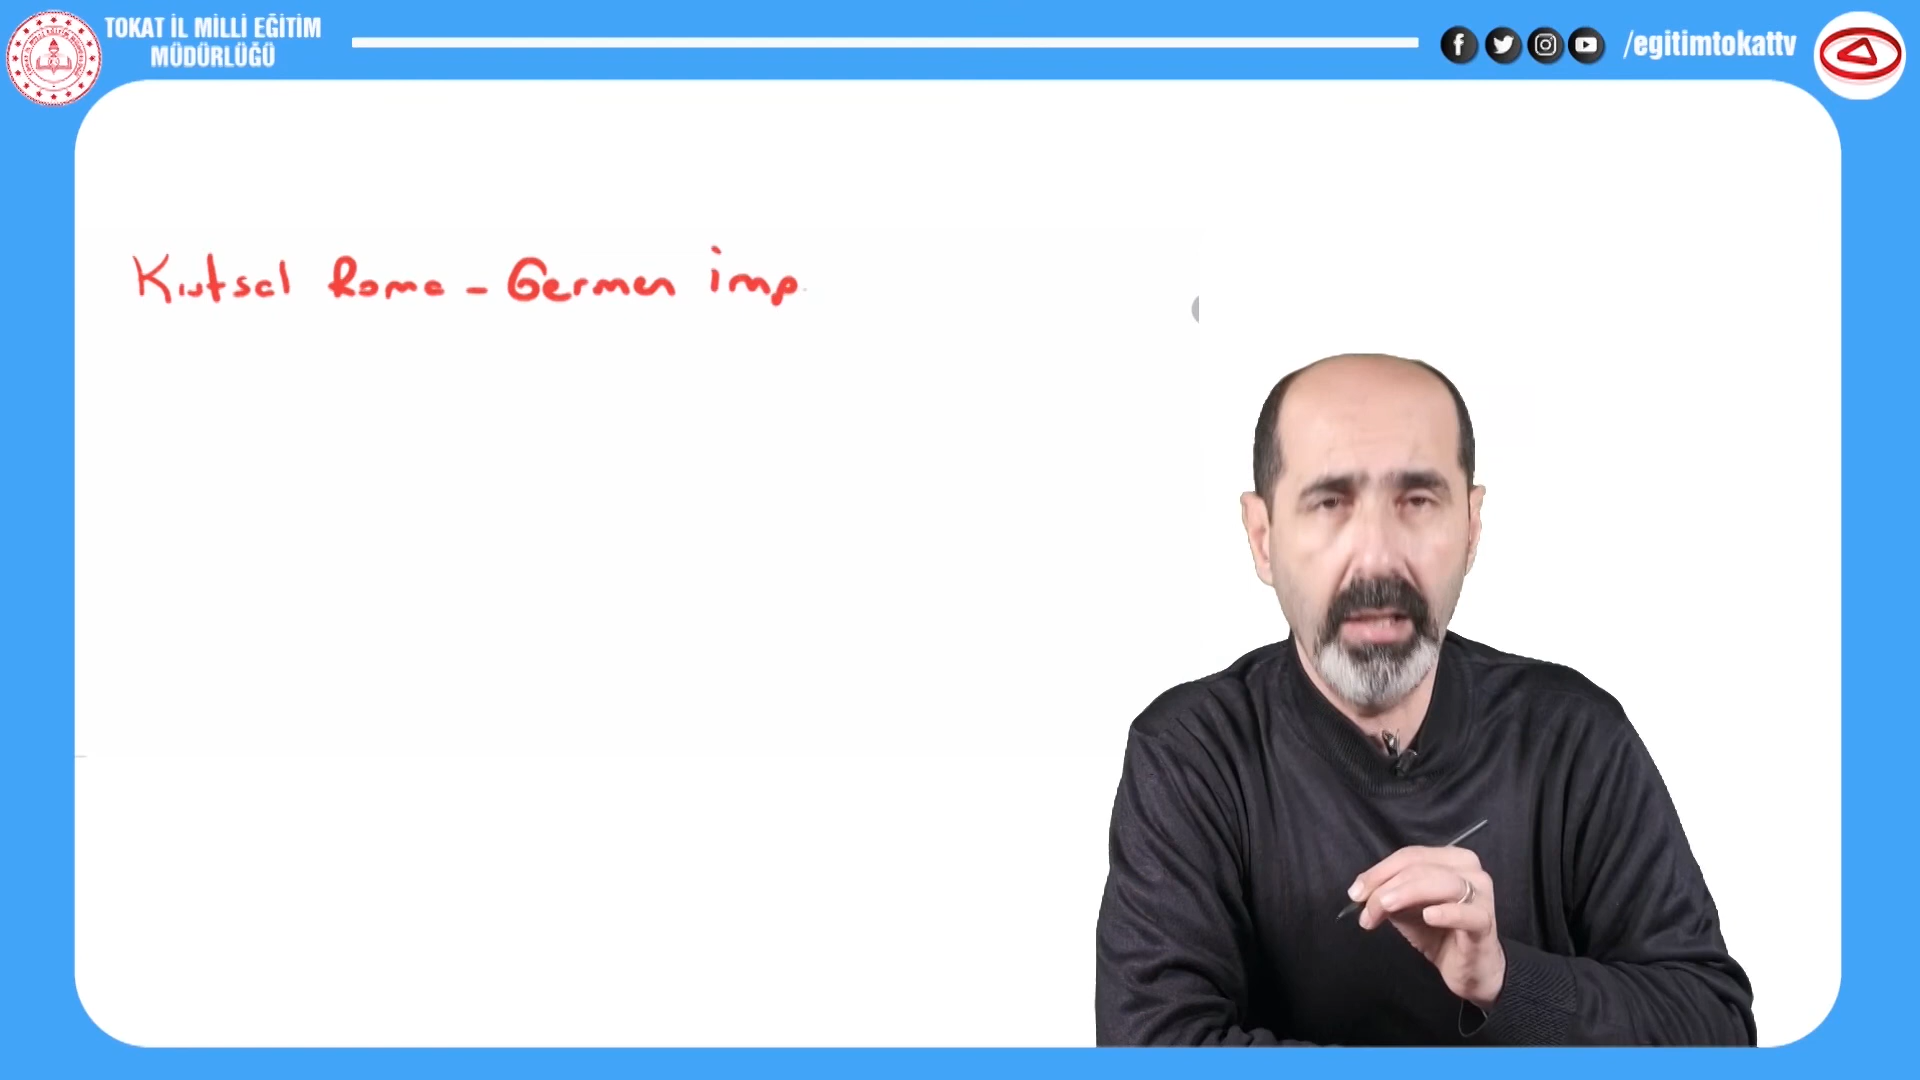 TOKAT İL MİLLİ EĞİTİM
MÜDÜRLÜĞÜ
/egitimtokattv
Kutsal Roma - Germen imp.